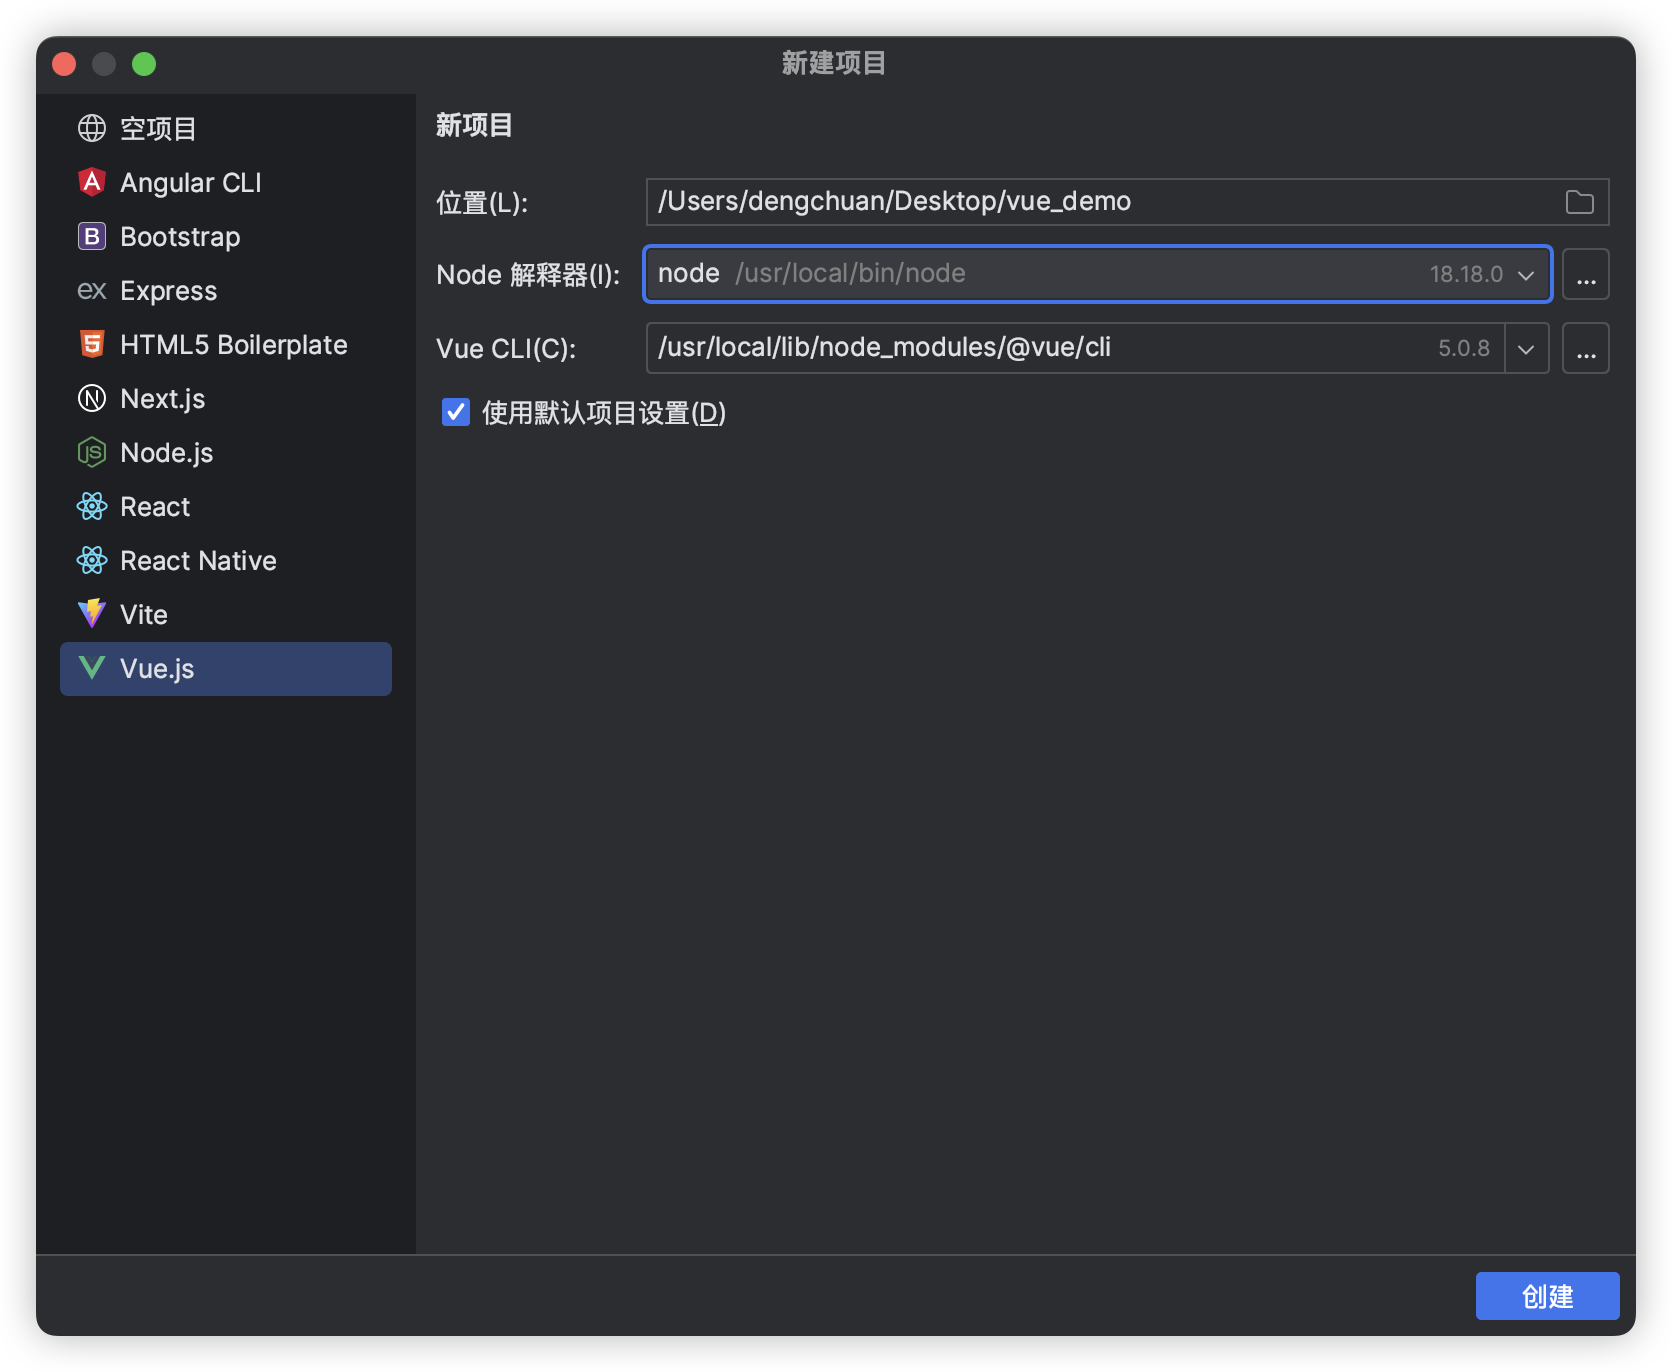 新建项目
空项目
Angular CLI
Bootstrap
Express
HTML5 Boilerplate
Next.js
Node.js
React
React Native
Vite
Vue.js
新项目
位置(L): /Users/dengchuan/Desktop/vue_demo
Node 解释器(I): node /usr/local/bin/node 18.18.0 ...
Vue CLI(C): /usr/local/lib/node_modules/@vue/cli 5.0.8 ...
使用默认项目设置(D)
创建